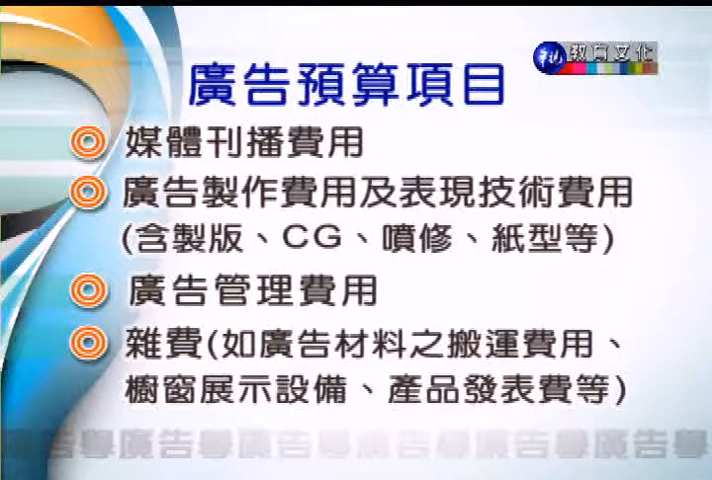 華視 教育文化
廣告預算項目
媒體刊播費用
廣告製作費用及表現技術費用
(含製版、CG、噴修、紙型等)
廣告管理費用
雜費(如廣告材料之搬運費用、
櫥窗展示設備、產品發表費等)
告學廣告學廣告學廣告學廣告學廣告學